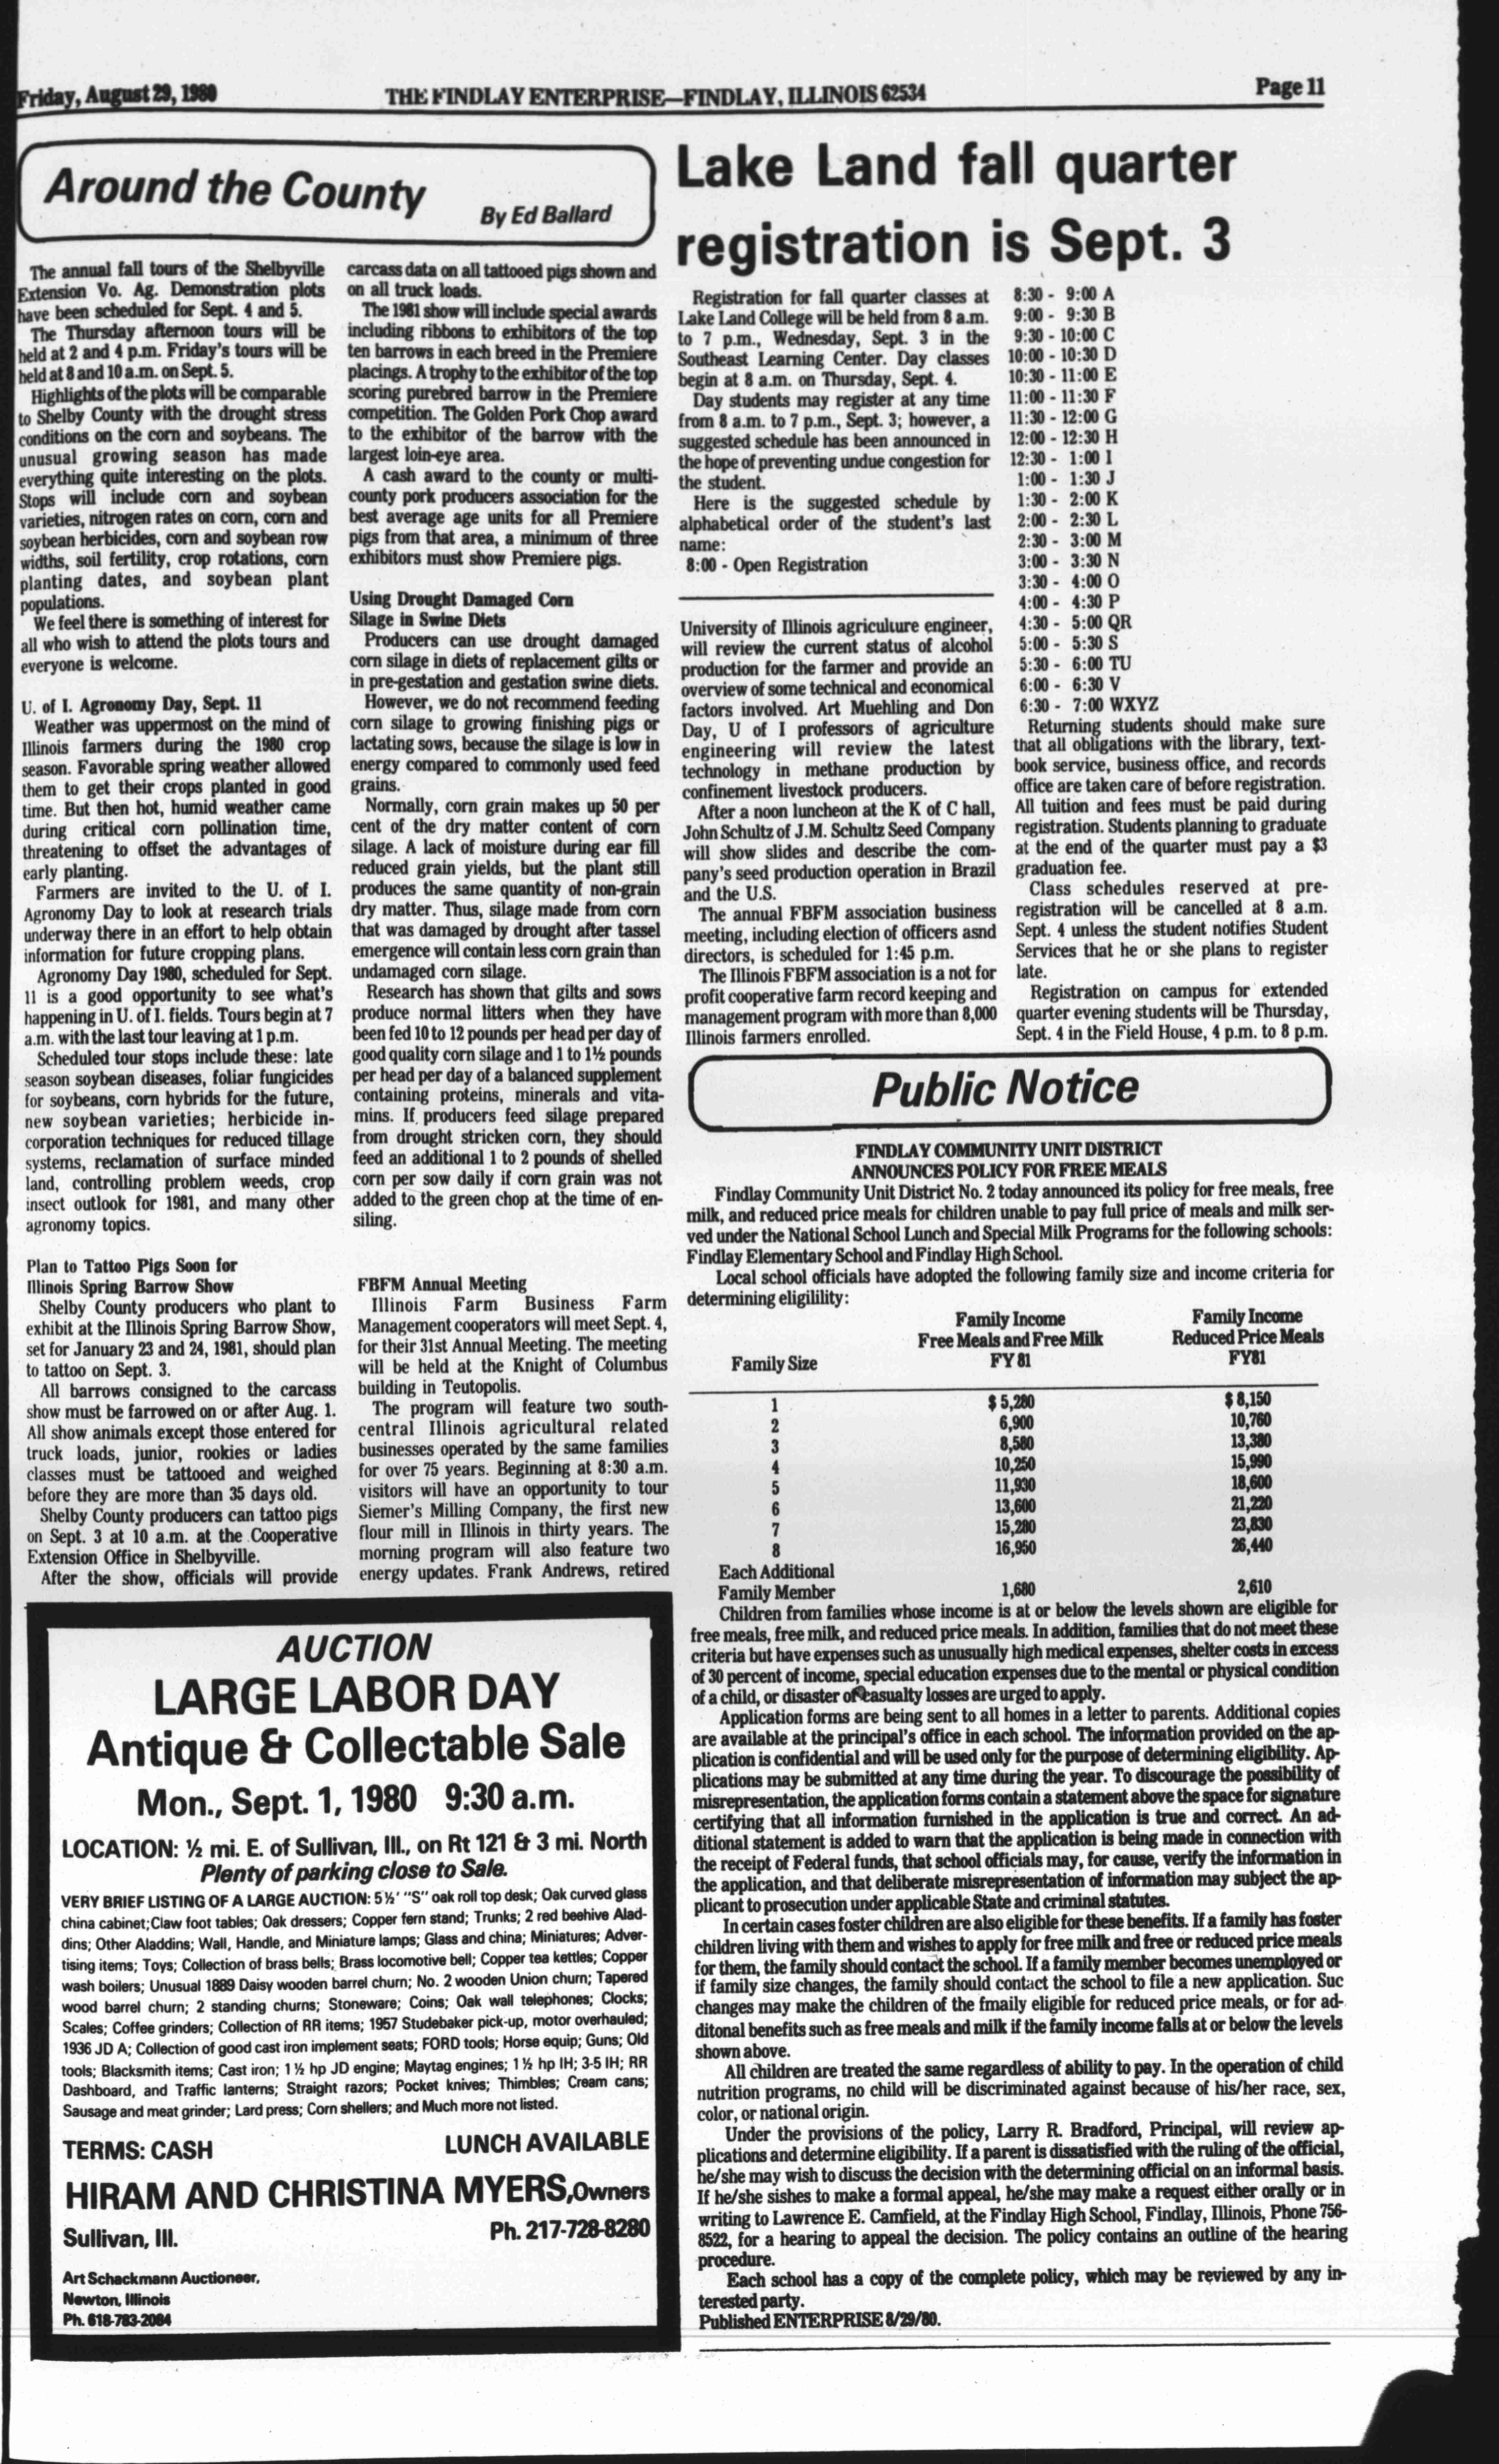 Friday, August 29, 1980
THE FINDLAY ENTERPRISE—FINDLAY, ILLINOIS 62534
Page 11
Around the County
By Ed Ballard
The annual fall tours of the Shelbyville
Extension Vo. Ag. Demonstration plots
have been scheduled for Sept. 4 and 5.
The Thursday afternoon tours will be
held at 2 and 4 p.m. Friday's tours will be
held at 8 and 10 a.m. on Sept. 5.
Highlights of the plots will be comparable
to Shelby County with the drought stress
conditions on the corn and soybeans. The
unusual growing season has made
everything quite interesting on the plots.
Stops will include corn and soybean
varieties, nitrogen rates on corn, corn and
soybean herbicides, corn and soybean row
widths, soil fertility, crop rotations, corn
planting dates, and soybean plant
populations.
We feel there is something of interest for
all who wish to attend the plots tours and
everyone is welcome.
U. of I. Agronomy Day, Sept. 11
Weather was uppermost on the mind of
Illinois farmers during the 1980 crop
season. Favorable spring weather allowed
them to get their crops planted in good
time. But then hot, humid weather came
during critical corn pollination time,
threatening to offset the advantages of
early planting.
Farmers are invited to the U. of I.
Agronomy Day to look at research trials
underway there in an effort to help obtain
information for future cropping plans.
Agronomy Day 1980, scheduled for Sept.
11 is a good opportunity to see what's
happening in U. of I. fields. Tours begin at 7
a.m. with the last tour leaving at 1 p.m.
Scheduled tour stops include these: late
season soybean diseases, foliar fungicides
for soybeans, corn hybrids for the future,
new soybean varieties; herbicide in-
corporation techniques for reduced tillage
systems, reclamation of surface minded
land, controlling problem weeds, crop
insect outlook for 1981, and many other
agronomy topics.
Plan to Tattoo Pigs Soon for
Illinois Spring Barrow Show
Shelby County producers who plant to
exhibit at the Illinois Spring Barrow Show,
set for January 23 and 24, 1981, should plan
to tattoo on Sept. 3.
All barrows consigned to the carcass
show must be farrowed on or after Aug. 1.
All show animals except those entered for
truck loads, junior, rookies or ladies
classes must be tattooed and weighed
before they are more than 35 days old.
Shelby County producers can tattoo pigs
on Sept. 3 at 10 a.m. at the Cooperative
Extension Office in Shelbyville.
After the show, officials will provide
carcass data on all tattooed pigs shown and
on all truck loads.
The 1981 show will include special awards
including ribbons to exhibitors of the top
ten barrows in each breed in the Premiere
placings. A trophy to the exhibitor of the top
scoring purebred barrow in the Premiere
competition. The Golden Pork Chop award
to the exhibitor of the barrow with the
largest loin-eye area.
A cash award to the county or multi-
county pork producers association for the
best average age units for all Premiere
pigs from that area, a minimum of three
exhibitors must show Premiere pigs.
Using Drought Damaged Corn
Silage in Swine Diets
Producers can use drought damaged
corn silage in diets of replacement gilts or
in pre-gestation and gestation swine diets.
However, we do not recommend feeding
corn silage to growing finishing pigs or
lactating sows, because the silage is low in
energy compared to commonly used feed
grains.
Normally, corn grain makes up 50 per
cent of the dry matter content of corn
silage. A lack of moisture during ear fill
reduced grain yields, but the plant still
produces the same quantity of non-grain
dry matter. Thus, silage made from corn
that was damaged by drought after tassel
emergence will contain less corn grain than
undamaged corn silage.
Research has shown that gilts and sows
produce normal litters when they have
been fed 10 to 12 pounds per head per day of
good quality corn silage and 1 to 1½ pounds
per head per day of a balanced supplement
containing proteins, minerals and vita-
mins. If producers feed silage prepared
from drought stricken corn, they should
feed an additional 1 to 2 pounds of shelled
corn per sow daily if corn grain was not
added to the green chop at the time of en-
siling.
FBFM Annual Meeting
Illinois Farm Business Farm
Management cooperators will meet Sept. 4,
for their 31st Annual Meeting. The meeting
will be held at the Knight of Columbus
building in Teutopolis.
The program will feature two south-
central Illinois agricultural related
businesses operated by the same families
for over 75 years. Beginning at 8:30 a.m.
visitors will have an opportunity to tour
Siemer's Milling Company, the first new
flour mill in Illinois in thirty years. The
morning program will also feature two
energy updates. Frank Andrews, retired
University of Illinois agriculture engineer,
will review the current status of alcohol
production for the farmer and provide an
overview of some technical and economical
factors involved. Art Muehling and Don
Day, U of I professors of agriculture
engineering will review the latest
technology in methane production by
confinement livestock producers.
After a noon luncheon at the K of C hall,
John Schultz of J.M. Schultz Seed Company
will show slides and describe the com-
pany's seed production operation in Brazil
and the U.S.
The annual FBFM association business
meeting, including election of officers asnd
directors, is scheduled for 1:45 p.m.
The Illinois FBFM association is a not for
profit cooperative farm record keeping and
management program with more than 8,000
Illinois farmers enrolled.
Lake Land fall quarter
registration is Sept. 3
Registration for fall quarter classes at
Lake Land College will be held from 8 a.m.
to 7 p.m., Wednesday, Sept. 3 in the
Southeast Learning Center. Day classes
begin at 8 a.m. on Thursday, Sept. 4.
Day students may register at any time
from 8 a.m. to 7 p.m., Sept. 3; however, a
suggested schedule has been announced in
the hope of preventing undue congestion for
the student.
Here is the suggested schedule by
alphabetical order of the student's last
name:
8:00 - Open Registration
8:30 - 9:00 A
9:00 - 9:30 B
9:30 - 10:00 C
10:00 - 10:30 D
10:30 - 11:00 E
11:00 - 11:30 F
11:30 - 12:00 G
12:00 - 12:30 H
12:30 - 1:00 I
1:00 - 1:30 J
1:30 - 2:00 K
2:00 - 2:30 L
2:30 - 3:00 M
3:00 - 3:30 N
3:30 - 4:00 O
4:00 - 4:30 P
4:30 - 5:00 QR
5:00 - 5:30 S
5:30 - 6:00 TU
6:00 - 6:30 V
6:30 - 7:00 WXYZ
Returning students should make sure
that all obligations with the library, text-
book service, business office, and records
office are taken care of before registration.
All tuition and fees must be paid during
registration. Students planning to graduate
at the end of the quarter must pay a $3
graduation fee.
Class schedules reserved at pre-
registration will be cancelled at 8 a.m.
Sept. 4 unless the student notifies Student
Services that he or she plans to register
late.
Registration on campus for extended
quarter evening students will be Thursday,
Sept. 4 in the Field House, 4 p.m. to 8 p.m.
Public Notice
FINDLAY COMMUNITY UNIT DISTRICT
ANNOUNCES POLICY FOR FREE MEALS
Findlay Community Unit District No. 2 today announced its policy for free meals, free
milk, and reduced price meals for children unable to pay full price of meals and milk ser-
ved under the National School Lunch and Special Milk Programs for the following schools:
Findlay Elementary School and Findlay High School.
Local school officials have adopted the following family size and income criteria for
determining eligilility:
Family Income Family Income
Free Meals and Free Milk Reduced Price Meals
Family Size FY 81 FY81
1 $ 5,280 $ 8,150
2 6,900 10,760
3 8,580 13,380
4 10,250 15,990
5 11,930 18,600
6 13,600 21,220
7 15,280 23,830
8 16,950 26,440
Each Additional
Family Member 1,680 2,610
Children from families whose income is at or below the levels shown are eligible for
free meals, free milk, and reduced price meals. In addition, families that do not meet these
criteria but have expenses such as unusually high medical expenses, shelter costs in excess
of 30 percent of income, special education expenses due to the mental or physical condition
of a child, or disaster or casualty losses are urged to apply.
Application forms are being sent to all homes in a letter to parents. Additional copies
are available at the principal's office in each school. The information provided on the ap-
plication is confidential and will be used only for the purpose of determining eligibility. Ap-
plications may be submitted at any time during the year. To discourage the possibility of
misrepresentation, the application forms contain a statement above the space for signature
certifying that all information furnished in the application is true and correct. An ad-
ditional statement is added to warn that the application is being made in connection with
the receipt of Federal funds, that school officials may, for cause, verify the information in
the application, and that deliberate misrepresentation of information may subject the ap-
plicant to prosecution under applicable State and criminal statutes.
In certain cases foster children are also eligible for these benefits. If a family has foster
children living with them and wishes to apply for free milk and free or reduced price meals
for them, the family should contact the school. If a family member becomes unemployed or
if family size changes, the family should contact the school to file a new application. Suc
changes may make the children of the fmaily eligible for reduced price meals, or for ad-
ditonal benefits such as free meals and milk if the family income falls at or below the levels
shown above.
All children are treated the same regardless of ability to pay. In the operation of child
nutrition programs, no child will be discriminated against because of his/her race, sex,
color, or national origin.
Under the provisions of the policy, Larry R. Bradford, Principal, will review ap-
plications and determine eligibility. If a parent is dissatisfied with the ruling of the official,
he/she may wish to discuss the decision with the determining official on an informal basis.
If he/she sishes to make a formal appeal, he/she may make a request either orally or in
writing to Lawrence E. Camfield, at the Findlay High School, Findlay, Illinois, Phone 756-
8522, for a hearing to appeal the decision. The policy contains an outline of the hearing
procedure.
Each school has a copy of the complete policy, which may be reviewed by any in-
terested party.
Published ENTERPRISE 8/29/80.
AUCTION
LARGE LABOR DAY
Antique & Collectable Sale
Mon., Sept. 1, 1980 9:30 a.m.
LOCATION: ½ mi. E. of Sullivan, Ill., on Rt 121 & 3 mi. North
Plenty of parking close to Sale.
VERY BRIEF LISTING OF A LARGE AUCTION: 5½' "S" oak roll top desk; Oak curved glass
china cabinet;Claw foot tables; Oak dressers; Copper fern stand; Trunks; 2 red beehive Alad-
dins; Other Aladdins; Wall, Handle, and Miniature lamps; Glass and china; Miniatures; Adver-
tising items; Toys; Collection of brass bells; Brass locomotive bell; Copper tea kettles; Copper
wash boilers; Unusual 1889 Daisy wooden barrel churn; No. 2 wooden Union churn; Tapered
wood barrel churn; 2 standing churns; Stoneware; Coins; Oak wall telephones; Clocks;
Scales; Coffee grinders; Collection of RR items; 1957 Studebaker pick-up, motor overhauled;
1936 JD A; Collection of good cast iron implement seats; FORD tools; Horse equip; Guns; Old
tools; Blacksmith items; Cast iron; 1½ hp JD engine; Maytag engines; 1½ hp IH; 3-5 IH; RR
Dashboard, and Traffic lanterns; Straight razors; Pocket knives; Thimbles; Cream cans;
Sausage and meat grinder; Lard press; Corn shellers; and Much more not listed.
TERMS: CASH
LUNCH AVAILABLE
HIRAM AND CHRISTINA MYERS,Owners
Sullivan, Ill.
Ph. 217-728-8280
Art Schackmann Auctioneer,
Newton, Illinois
Ph. 618-783-2084